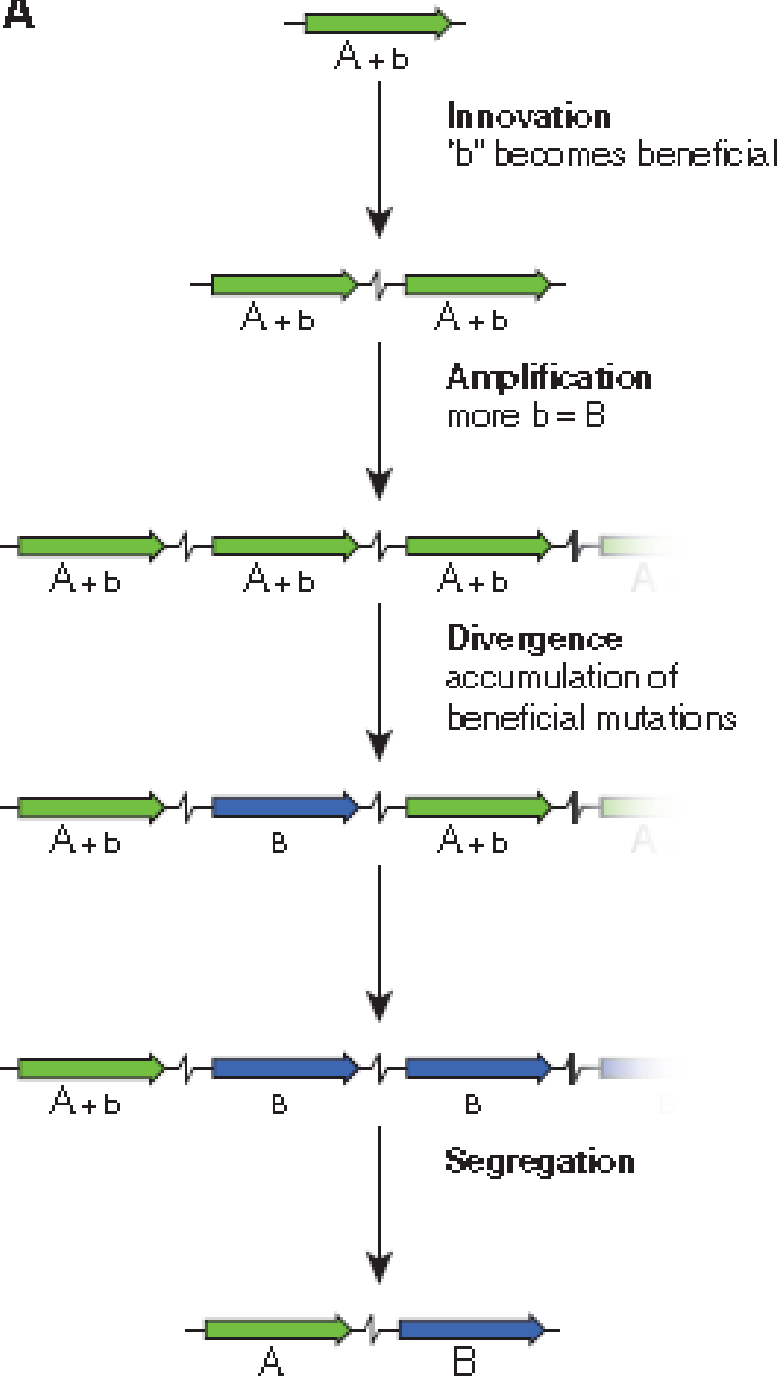 A
A + b
Innovation
"b" becomes beneficial
A + b A + b
Amplification
more b = B
A + b A + b A + b A
Divergence
accumulation of
beneficial mutations
A + b B A + b A
A + b B B B
Segregation
A B